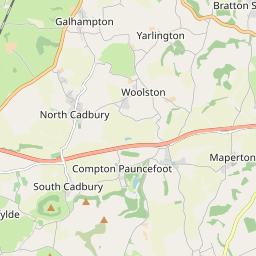 Bratton S
Galhampton
Yarlington
Woolston
North Cadbury
Maperton
Compton Pauncefoot
South Cadbury
ylde